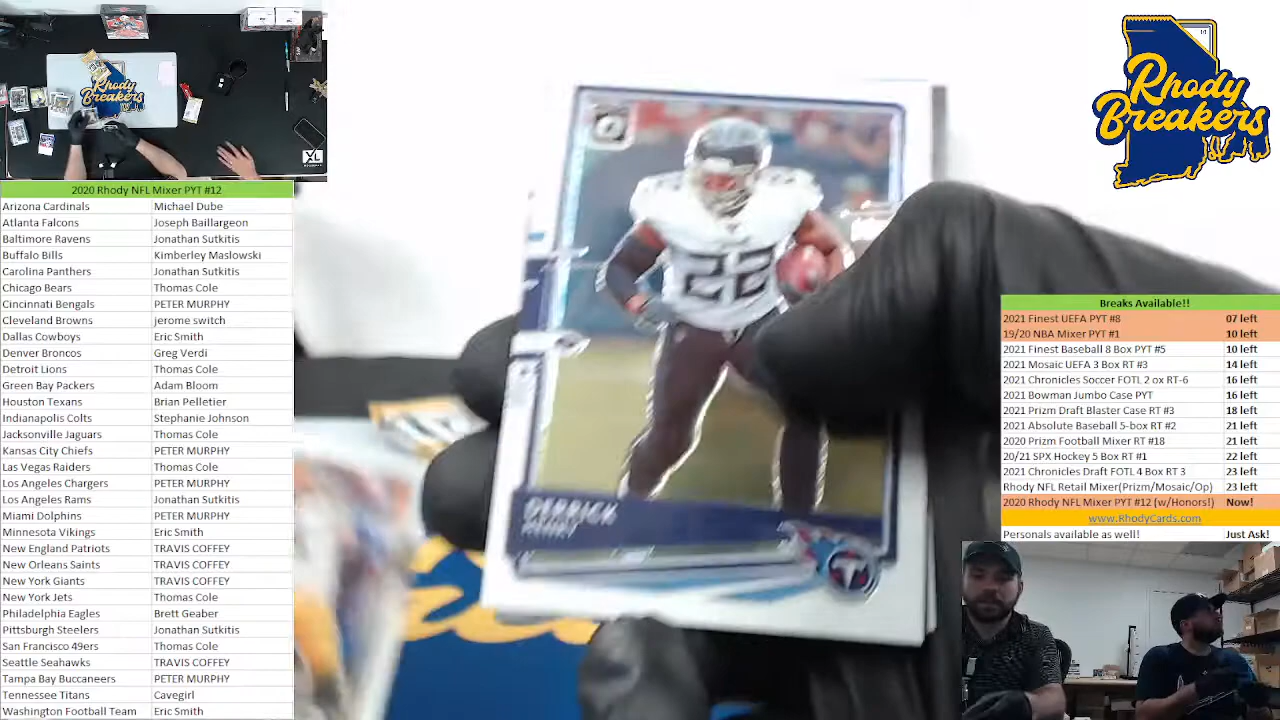 Rhody
Breakers
XL
2020 Rhody NFL Mixer PYT #12
Arizona Cardinals Michael Dube
Atlanta Falcons Joseph Baillargeon
Baltimore Ravens Jonathan Sutkitis
Buffalo Bills Kimberley Maslowski
Carolina Panthers Jonathan Sutkitis
Chicago Bears Thomas Cole
Cincinnati Bengals PETER MURPHY
Cleveland Browns jerome switch
Dallas Cowboys Eric Smith
Denver Broncos Greg Verdi
Detroit Lions Thomas Cole
Green Bay Packers Adam Bloom
Houston Texans Brian Pelletier
Indianapolis Colts Stephanie Johnson
Jacksonville Jaguars Thomas Cole
Kansas City Chiefs PETER MURPHY
Las Vegas Raiders Thomas Cole
Los Angeles Chargers PETER MURPHY
Los Angeles Rams Jonathan Sutkitis
Miami Dolphins PETER MURPHY
Minnesota Vikings Eric Smith
New England Patriots TRAVIS COFFEY
New Orleans Saints TRAVIS COFFEY
New York Giants TRAVIS COFFEY
New York Jets Thomas Cole
Philadelphia Eagles Brett Geaber
Pittsburgh Steelers Jonathan Sutkitis
San Francisco 49ers Thomas Cole
Seattle Seahawks TRAVIS COFFEY
Tampa Bay Buccaneers PETER MURPHY
Tennessee Titans Cavegirl
Washington Football Team Eric Smith
22
DERRICK
HENRY
T
Rhody
Breakers
Breaks Available!!
2021 Finest UEFA PYT #8 07 left
19/20 NBA Mixer PYT #1 10 left
2021 Finest Baseball 8 Box PYT #5 10 left
2021 Mosaic UEFA 3 Box RT #3 14 left
2021 Chronicles Soccer FOTL 2 ox RT-6 16 left
2021 Bowman Jumbo Case PYT 16 left
2021 Prizm Draft Blaster Case RT #3 18 left
2021 Absolute Baseball 5-box RT #2 21 left
2020 Prizm Football Mixer RT #18 21 left
20/21 SPX Hockey 5 Box RT #1 22 left
2021 Chronicles Draft FOTL 4 Box RT 3 23 left
Rhody NFL Retail Mixer(Prizm/Mosaic/Op) 23 left
2020 Rhody NFL Mixer PYT #12 (w/Honors!) Now!
www.RhodyCards.com
Personals available as well! Just Ask!